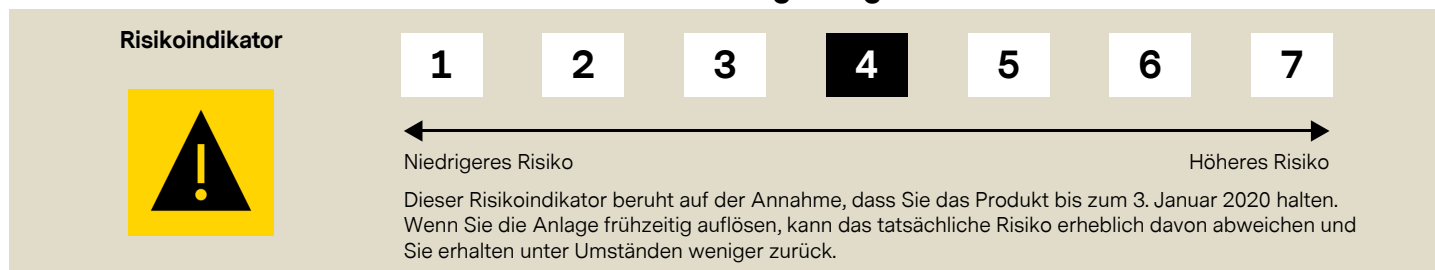 Risikoindikator
1 2 3 4 5 6 7
Niedrigeres Risiko Höheres Risiko
Dieser Risikoindikator beruht auf der Annahme, dass Sie das Produkt bis zum 3. Januar 2020 halten.
Wenn Sie die Anlage frühzeitig auflösen, kann das tatsächliche Risiko erheblich davon abweichen und
Sie erhalten unter Umständen weniger zurück.